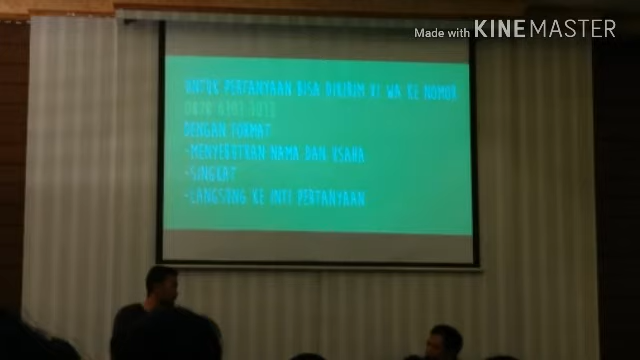 Made with KINEMASTER
UNTUK PERTANYAAN BISA DIKIRIM KE WA KE NOMOR
DENGAN FORMAT
-MENYEBUTKAN NAMA DAN USAHA
-SINGKAT
-LANGSUNG KE INTI PERTANYAAN